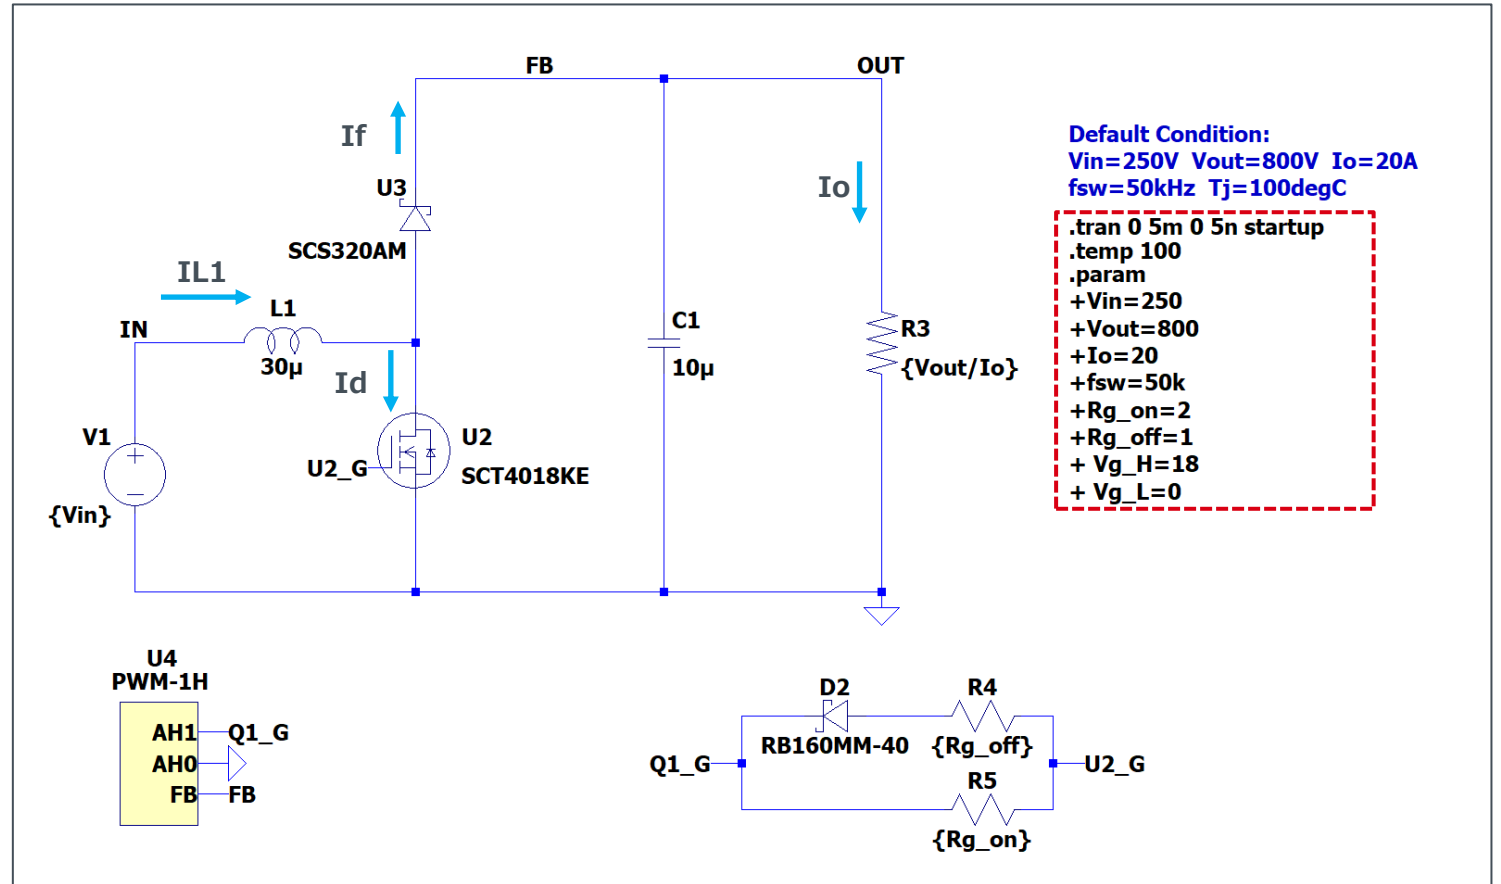 FB
OUT
If
U3
SCS320AM
Io
IL1
L1
IN
30µ
Id
C1
10µ
R3
{Vout/Io}
V1
{Vin}
U2_G
U2
SCT4018KE
Default Condition:
Vin=250V Vout=800V Io=20A
fsw=50kHz Tj=100degC
.tran 0 5m 0 5n startup
.temp 100
.param
+Vin=250
+Vout=800
+Io=20
+fsw=50k
+Rg_on=2
+Rg_off=1
+ Vg_H=18
+ Vg_L=0
U4
PWM-1H
AH1 Q1_G
AH0
FB FB
D2
RB160MM-40
R4
{Rg_off}
Q1_G
U2_G
R5
{Rg_on}